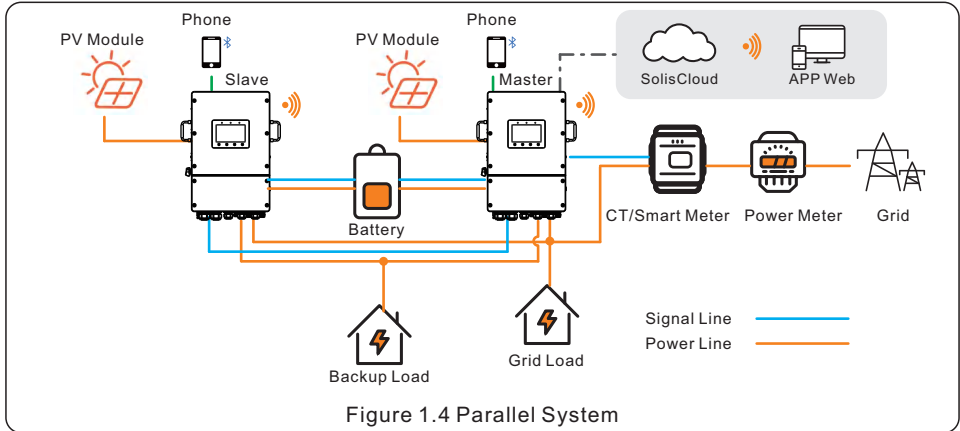 Phone
Phone
PV Module
PV Module
Slave
Master
SolisCloud
APP Web
Battery
CT/Smart Meter
Power Meter
Grid
Signal Line
Power Line
Grid Load
Backup Load
Figure 1.4 Parallel System